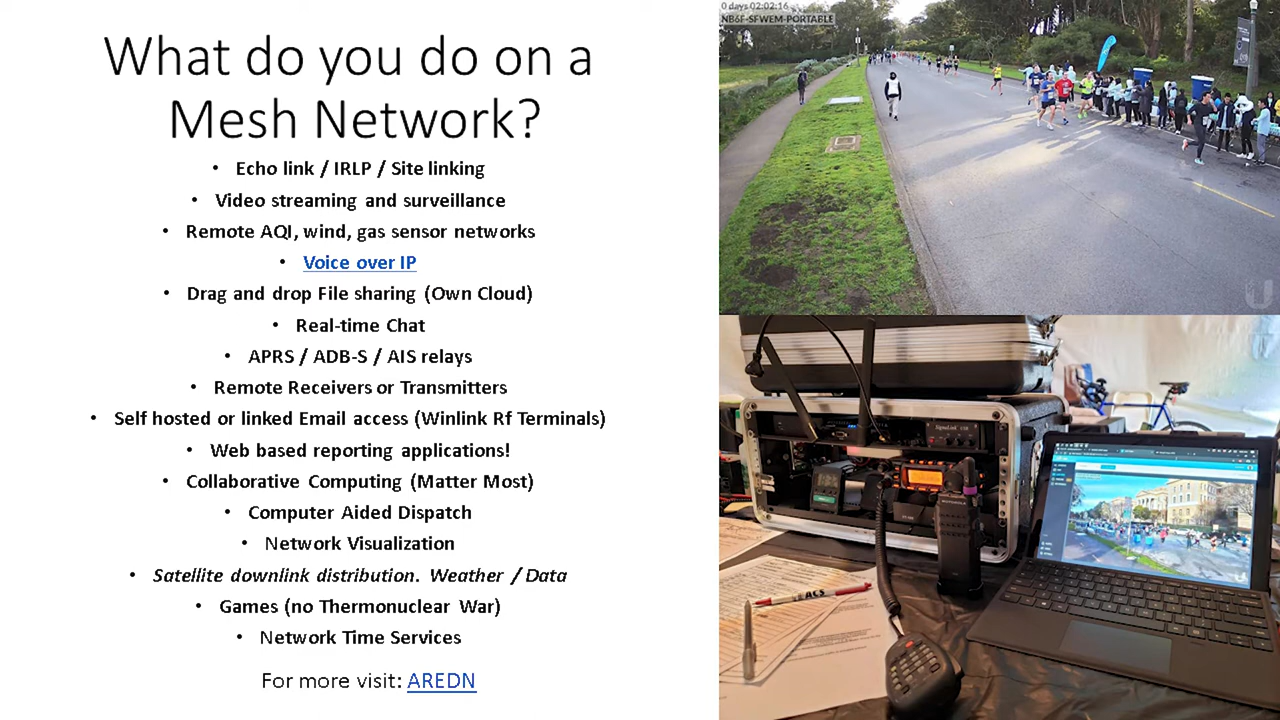 What do you do on a
Mesh Network?
• Echo link / IRLP / Site linking
• Video streaming and surveillance
• Remote AQI, wind, gas sensor networks
• Voice over IP
• Drag and drop File sharing (Own Cloud)
• Real-time Chat
• APRS / ADB-S / AIS relays
• Remote Receivers or Transmitters
• Self hosted or linked Email access (Winlink Rf Terminals)
• Web based reporting applications!
• Collaborative Computing (Matter Most)
• Computer Aided Dispatch
• Network Visualization
• Satellite downlink distribution. Weather / Data
• Games (no Thermonuclear War)
• Network Time Services
For more visit: AREDN
0 days 02:02:16
NB6F-SFWEM-PORTABLE
SignaLink USB
MOTOROLA
ACS